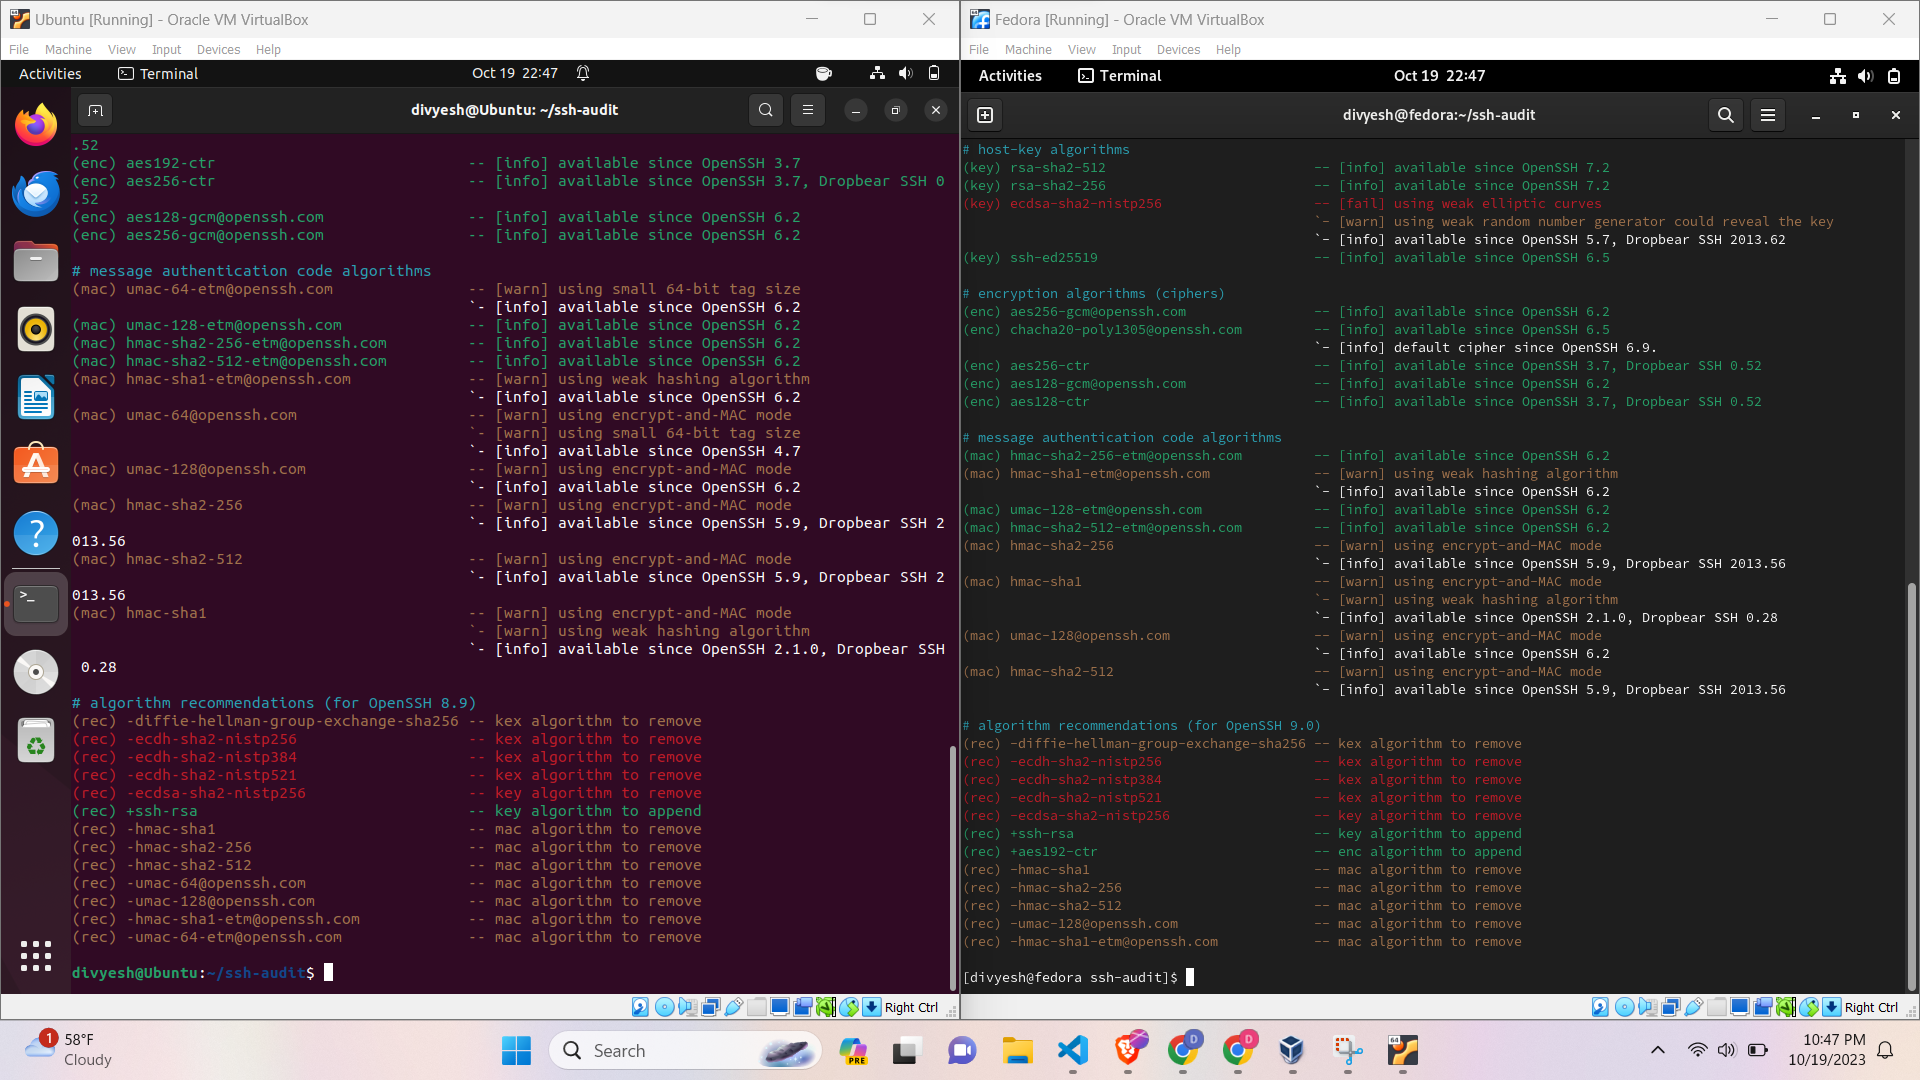 Ubuntu [Running] - Oracle VM VirtualBox
File Machine View Input Devices Help
Activities Terminal Oct 19 22:47
divyesh@Ubuntu: ~/ssh-audit
.52
(enc) aes192-ctr -- [info] available since OpenSSH 3.7
(enc) aes256-ctr -- [info] available since OpenSSH 3.7, Dropbear SSH 0
.52
(enc) aes128-gcm@openssh.com -- [info] available since OpenSSH 6.2
(enc) aes256-gcm@openssh.com -- [info] available since OpenSSH 6.2
# message authentication code algorithms
(mac) umac-64-etm@openssh.com -- [warn] using small 64-bit tag size
`- [info] available since OpenSSH 6.2
(mac) umac-128-etm@openssh.com -- [info] available since OpenSSH 6.2
(mac) hmac-sha2-256-etm@openssh.com -- [info] available since OpenSSH 6.2
(mac) hmac-sha2-512-etm@openssh.com -- [info] available since OpenSSH 6.2
(mac) hmac-sha1-etm@openssh.com -- [warn] using weak hashing algorithm
`- [info] available since OpenSSH 6.2
(mac) umac-64@openssh.com -- [warn] using encrypt-and-MAC mode
`- [warn] using small 64-bit tag size
`- [info] available since OpenSSH 4.7
(mac) umac-128@openssh.com -- [warn] using encrypt-and-MAC mode
`- [info] available since OpenSSH 6.2
(mac) hmac-sha2-256 -- [warn] using encrypt-and-MAC mode
`- [info] available since OpenSSH 5.9, Dropbear SSH 2
013.56
(mac) hmac-sha2-512 -- [warn] using encrypt-and-MAC mode
`- [info] available since OpenSSH 5.9, Dropbear SSH 2
013.56
(mac) hmac-sha1 -- [warn] using encrypt-and-MAC mode
`- [warn] using weak hashing algorithm
`- [info] available since OpenSSH 2.1.0, Dropbear SSH
0.28
# algorithm recommendations (for OpenSSH 8.9)
(rec) -diffie-hellman-group-exchange-sha256 -- kex algorithm to remove
(rec) -ecdh-sha2-nistp256 -- kex algorithm to remove
(rec) -ecdh-sha2-nistp384 -- kex algorithm to remove
(rec) -ecdh-sha2-nistp521 -- kex algorithm to remove
(rec) -ecdsa-sha2-nistp256 -- key algorithm to remove
(rec) +ssh-rsa -- key algorithm to append
(rec) -hmac-sha1 -- mac algorithm to remove
(rec) -hmac-sha2-256 -- mac algorithm to remove
(rec) -hmac-sha2-512 -- mac algorithm to remove
(rec) -umac-64@openssh.com -- mac algorithm to remove
(rec) -umac-128@openssh.com -- mac algorithm to remove
(rec) -hmac-sha1-etm@openssh.com -- mac algorithm to remove
(rec) -umac-64-etm@openssh.com -- mac algorithm to remove
divyesh@Ubuntu:~/ssh-audit$
Right Ctrl
Fedora [Running] - Oracle VM VirtualBox
File Machine View Input Devices Help
Activities Terminal Oct 19 22:47
divyesh@fedora:~/ssh-audit
# host-key algorithms
(key) rsa-sha2-512 -- [info] available since OpenSSH 7.2
(key) rsa-sha2-256 -- [info] available since OpenSSH 7.2
(key) ecdsa-sha2-nistp256 -- [fail] using weak elliptic curves
`- [warn] using weak random number generator could reveal the key
`- [info] available since OpenSSH 5.7, Dropbear SSH 2013.62
(key) ssh-ed25519 -- [info] available since OpenSSH 6.5
# encryption algorithms (ciphers)
(enc) aes256-gcm@openssh.com -- [info] available since OpenSSH 6.2
(enc) chacha20-poly1305@openssh.com -- [info] available since OpenSSH 6.5
`- [info] default cipher since OpenSSH 6.9.
(enc) aes256-ctr -- [info] available since OpenSSH 3.7, Dropbear SSH 0.52
(enc) aes128-gcm@openssh.com -- [info] available since OpenSSH 6.2
(enc) aes128-ctr -- [info] available since OpenSSH 3.7, Dropbear SSH 0.52
# message authentication code algorithms
(mac) hmac-sha2-256-etm@openssh.com -- [info] available since OpenSSH 6.2
(mac) hmac-sha1-etm@openssh.com -- [warn] using weak hashing algorithm
`- [info] available since OpenSSH 6.2
(mac) umac-128-etm@openssh.com -- [info] available since OpenSSH 6.2
(mac) hmac-sha2-512-etm@openssh.com -- [info] available since OpenSSH 6.2
(mac) hmac-sha2-256 -- [warn] using encrypt-and-MAC mode
`- [info] available since OpenSSH 5.9, Dropbear SSH 2013.56
(mac) hmac-sha1 -- [warn] using encrypt-and-MAC mode
`- [warn] using weak hashing algorithm
`- [info] available since OpenSSH 2.1.0, Dropbear SSH 0.28
(mac) umac-128@openssh.com -- [warn] using encrypt-and-MAC mode
`- [info] available since OpenSSH 6.2
(mac) hmac-sha2-512 -- [warn] using encrypt-and-MAC mode
`- [info] available since OpenSSH 5.9, Dropbear SSH 2013.56
# algorithm recommendations (for OpenSSH 9.0)
(rec) -diffie-hellman-group-exchange-sha256 -- kex algorithm to remove
(rec) -ecdh-sha2-nistp256 -- kex algorithm to remove
(rec) -ecdh-sha2-nistp384 -- kex algorithm to remove
(rec) -ecdh-sha2-nistp521 -- kex algorithm to remove
(rec) -ecdsa-sha2-nistp256 -- key algorithm to remove
(rec) +ssh-rsa -- key algorithm to append
(rec) +aes192-ctr -- enc algorithm to append
(rec) -hmac-sha1 -- mac algorithm to remove
(rec) -hmac-sha2-256 -- mac algorithm to remove
(rec) -hmac-sha2-512 -- mac algorithm to remove
(rec) -umac-128@openssh.com -- mac algorithm to remove
(rec) -hmac-sha1-etm@openssh.com -- mac algorithm to remove
[divyesh@fedora ssh-audit]$
Right Ctrl
1
58°F
Cloudy
Search
PRE
D
D
64
10:47 PM
10/19/2023